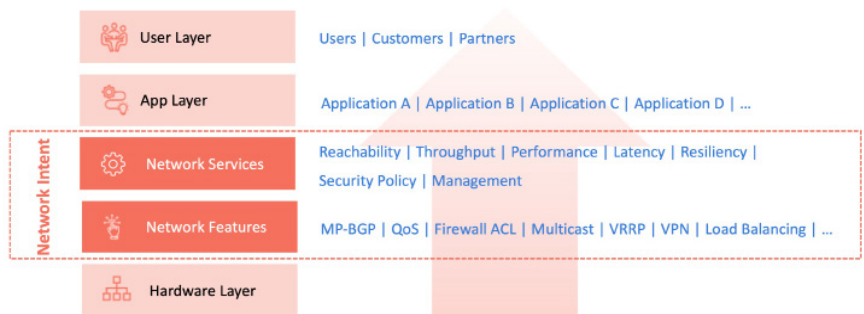 User Layer
Users | Customers | Partners
App Layer
Application A | Application B | Application C | Application D | ...
Network Intent
Network Services
Reachability | Throughput | Performance | Latency | Resiliency |
Security Policy | Management
Network Features
MP-BGP | QoS | Firewall ACL | Multicast | VRRP | VPN | Load Balancing | ...
Hardware Layer